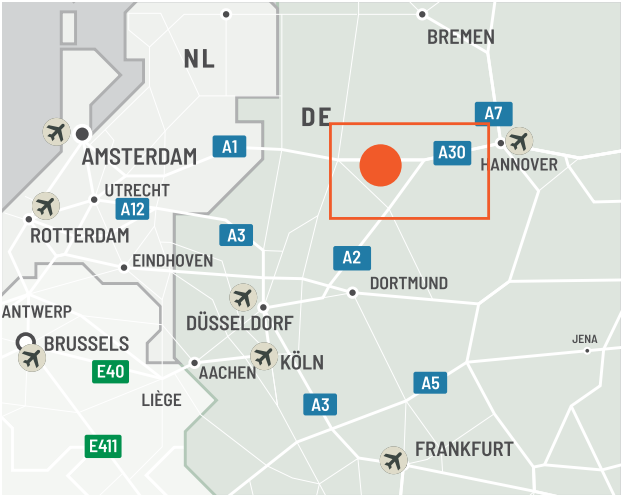 BREMEN
NL
DE
A7
A1
A30
HANNOVER
AMSTERDAM
UTRECHT
A12
ROTTERDAM
A3
A2
EINDHOVEN
DORTMUND
ANTWERP
DÜSSELDORF
BRUSSELS
JENA
KÖLN
AACHEN
E40
A5
LIÈGE
A3
E411
FRANKFURT